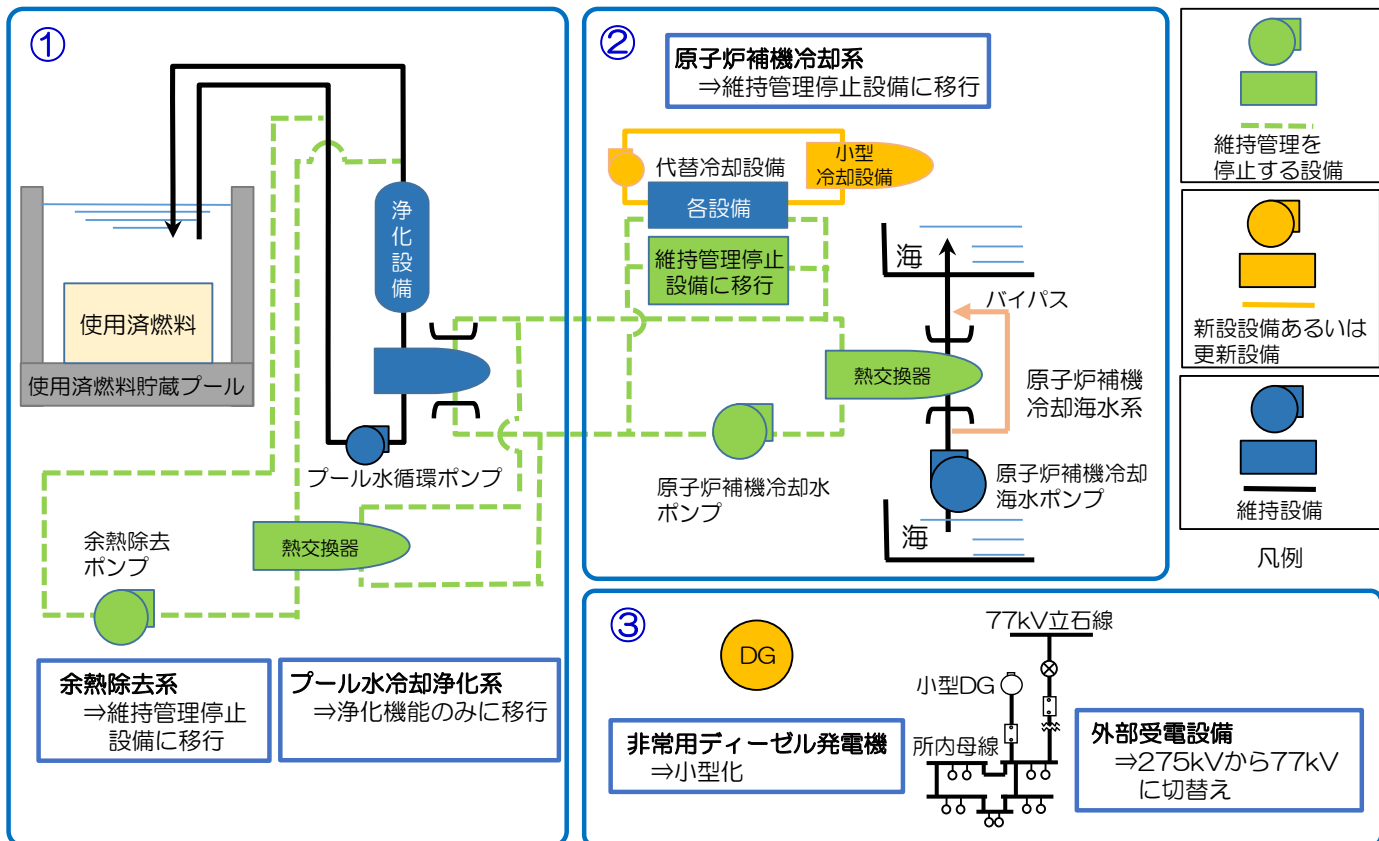 ①
使用済燃料
使用済燃料貯蔵プール
浄化設備
プール水循環ポンプ
熱交換器
余熱除去
ポンプ
余熱除去系
⇒維持管理停止
設備に移行
プール水冷却浄化系
⇒浄化機能のみに移行
②
原子炉補機冷却系
⇒維持管理停止設備に移行
代替冷却設備
小型
冷却設備
各設備
維持管理停止
設備に移行
海
バイパス
熱交換器
原子炉補機
冷却海水系
原子炉補機冷却水
ポンプ
原子炉補機冷却
海水ポンプ
海
③
DG
非常用ディーゼル発電機
⇒小型化
77kV立石線
小型DG
所内母線
外部受電設備
⇒275kVから77kV
に切替え
維持管理を
停止する設備
新設設備あるいは
更新設備
維持設備
凡例